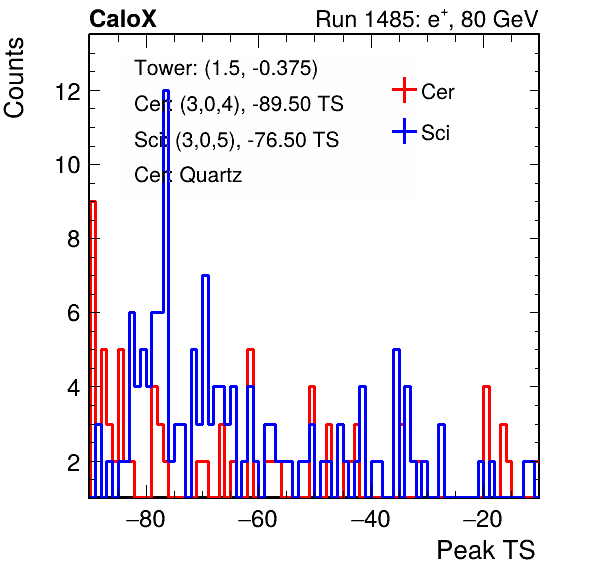 CaloX Run 1485: e⁺, 80 GeV
Counts
Tower: (1.5, -0.375)
Cer: (3,0,4), -89.50 TS
Sci: (3,0,5), -76.50 TS
Cer: Quartz
Cer
Sci
12
10
8
6
4
2
−80 −60 −40 −20
Peak TS